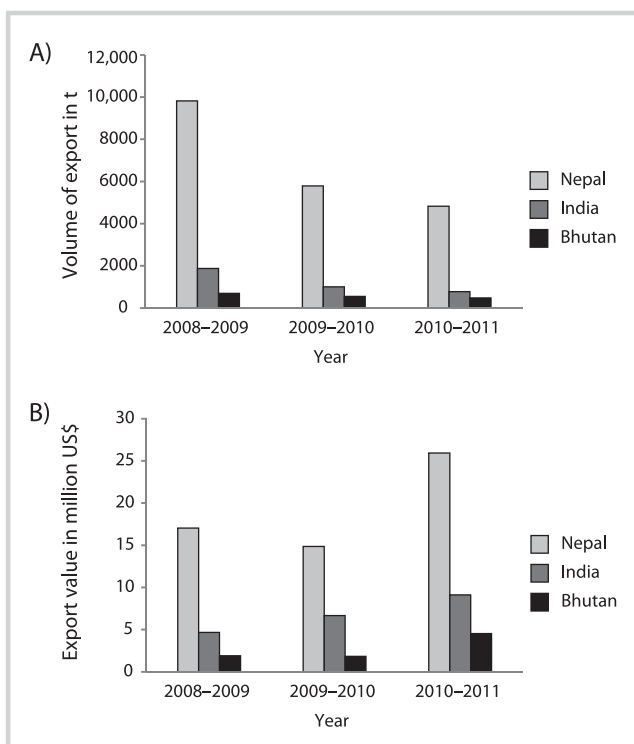 A)
Volume of export in t
12,000
10,000
8000
6000
4000
2000
0
2008–2009
2009–2010
2010–2011
Year
Nepal
India
Bhutan
B)
Export value in million US$
30
25
20
15
10
5
0
2008–2009
2009–2010
2010–2011
Year
Nepal
India
Bhutan